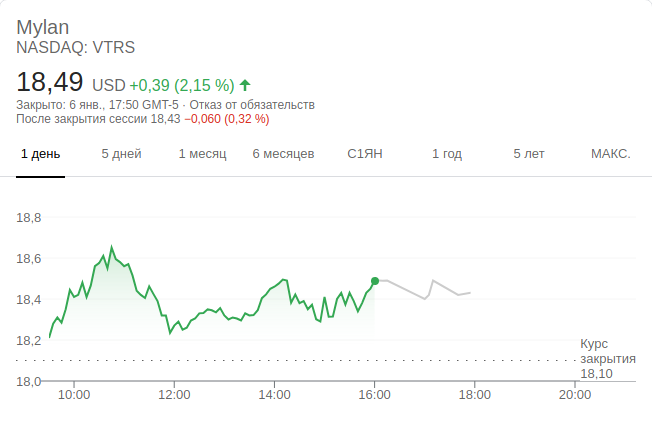 Mylan
NASDAQ: VTRS
18,49 USD +0,39 (2,15 %)
Закрыто: 6 янв., 17:50 GMT-5 · Отказ от обязательств
После закрытия сессии 18,43 −0,060 (0,32 %)
1 день 5 дней 1 месяц 6 месяцев С1ЯН 1 год 5 лет МАКС.
18,8
18,6
18,4
18,2
Курс
закрытия
18,10
18,0
10:00 12:00 14:00 16:00 18:00 20:00